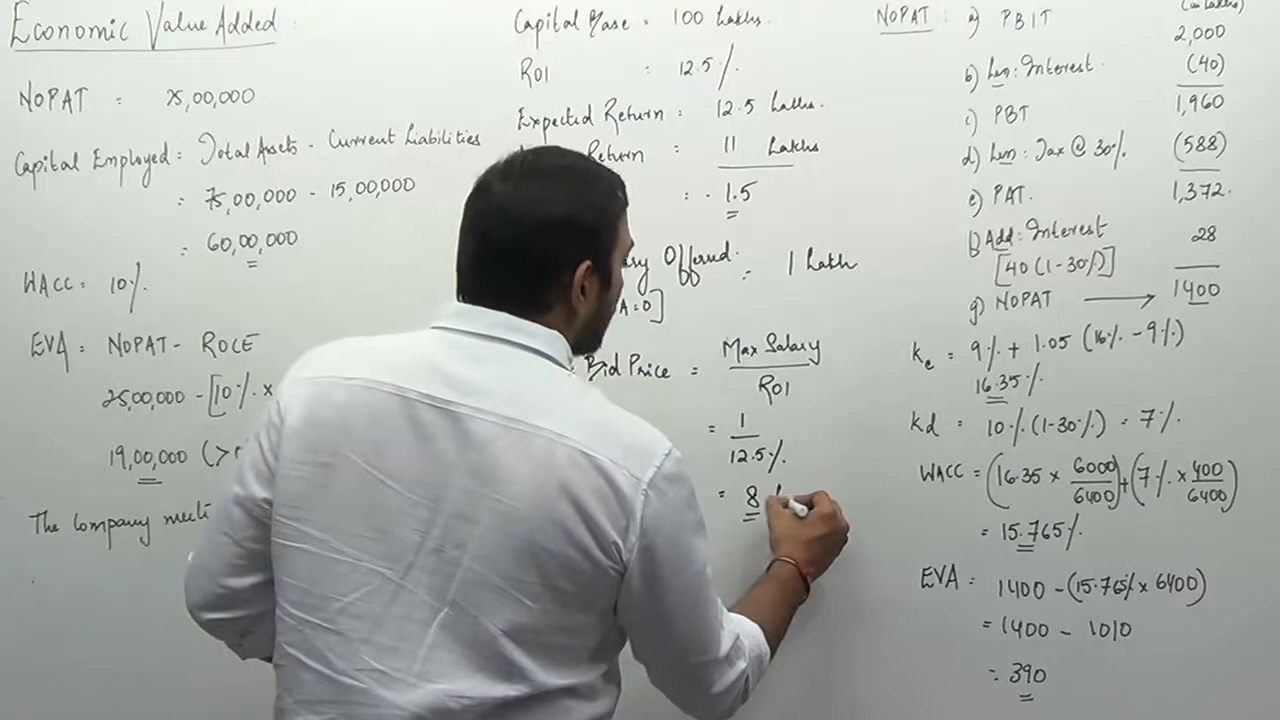 Economic Value Added
NOPAT = 25,00,000
Capital Employed = Total Assets - Current Liabilities
= 75,00,000 - 15,00,000
= 60,00,000
WACC = 10%
EVA = NOPAT - ROCE
25,00,000 - [10% ×
19,00,000 (>
The Company meeti
Capital Base = 100 Lakhs.
ROI : 12.5%
Expected Return = 12.5 Lakhs.
Return = 11 Lakhs
= - 1.5
Offered = 1 Lakh
A=0]
Bid Price = Max Salary
ROI
= 1
12.5%
= 8
NOPAT : a) PBIT 2,000
b) Len: Interest (40)
c) PBT 1,960
d) Len: Tax @ 30% (588)
e) PAT. 1,372
f) Add: Interest 28
[40(1-30%)]
g) NOPAT → 1400
Ke = 9% + 1.05 (16% - 9%)
16.35%
Kd = 10%(1-30%) = 7%
WACC = (16.35 × 6000/6400) + (7% × 400/6400)
= 15.765%
EVA = 1400 - (15.765% × 6400)
= 1400 - 1010
= 390